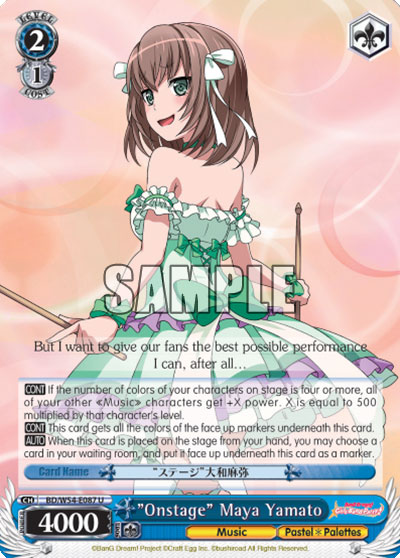 LEVEL
2
1
COST
SAMPLE
But I want to give our fans the best possible performance
I can, after all…
CONT If the number of colors of your characters on stage is four or more, all
of your other «Music» characters get +X power. X is equal to 500
multiplied by that character's level.
CONT This card gets all the colors of the face up markers underneath this card.
AUTO When this card is placed on the stage from your hand, you may choose a
card in your waiting room, and put it face up underneath this card as a marker.
Card Name
"ステージ"大和麻弥
CH
BD/W54-E087 U
POWER
4000
"Onstage" Maya Yamato
Music
Pastel＊Palettes
©BanG Dream! Project ©Craft Egg Inc. ©bushiroad All Rights Reserved.